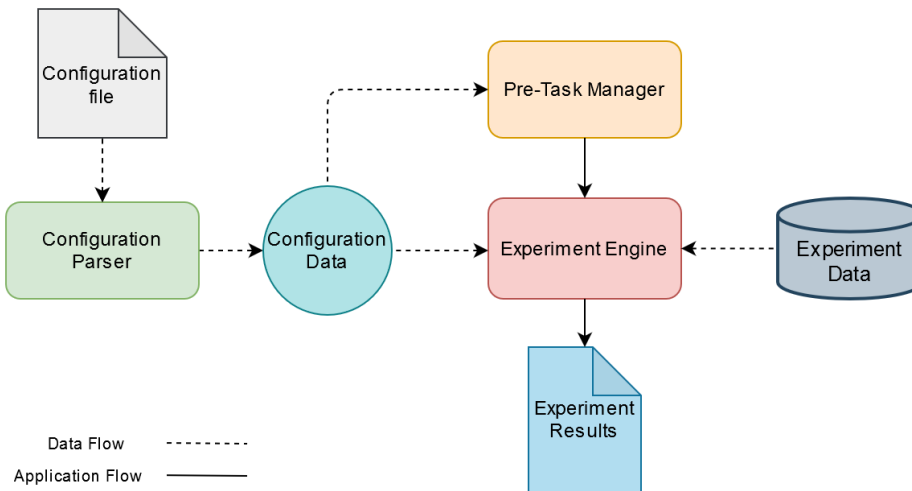 Configuration
file
Pre-Task Manager
Configuration
Parser
Configuration
Data
Experiment Engine
Experiment
Data
Experiment
Results
Data Flow
Application Flow